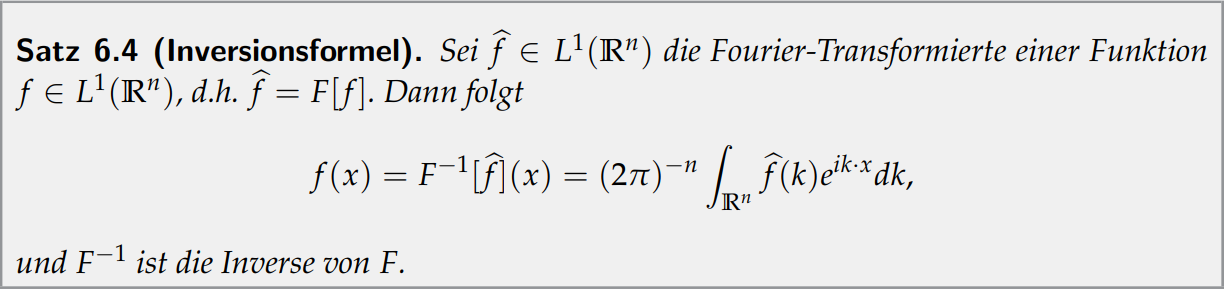 Satz 6.4 (Inversionsformel). Sei f̂ ∈ L¹(ℝⁿ) die Fourier-Transformierte einer Funktion
f ∈ L¹(ℝⁿ), d.h. f̂ = F[f]. Dann folgt
f(x) = F⁻¹[f̂](x) = (2π)⁻ⁿ ∫_{ℝⁿ} f̂(k)e^{ik·x}dk,
und F⁻¹ ist die Inverse von F.